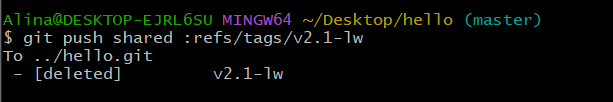 Alina@DESKTOP-EJRL6SU MINGW64 ~/Desktop/hello (master)
$ git push shared :refs/tags/v2.1-lw
To ../hello.git
 - [deleted]         v2.1-lw